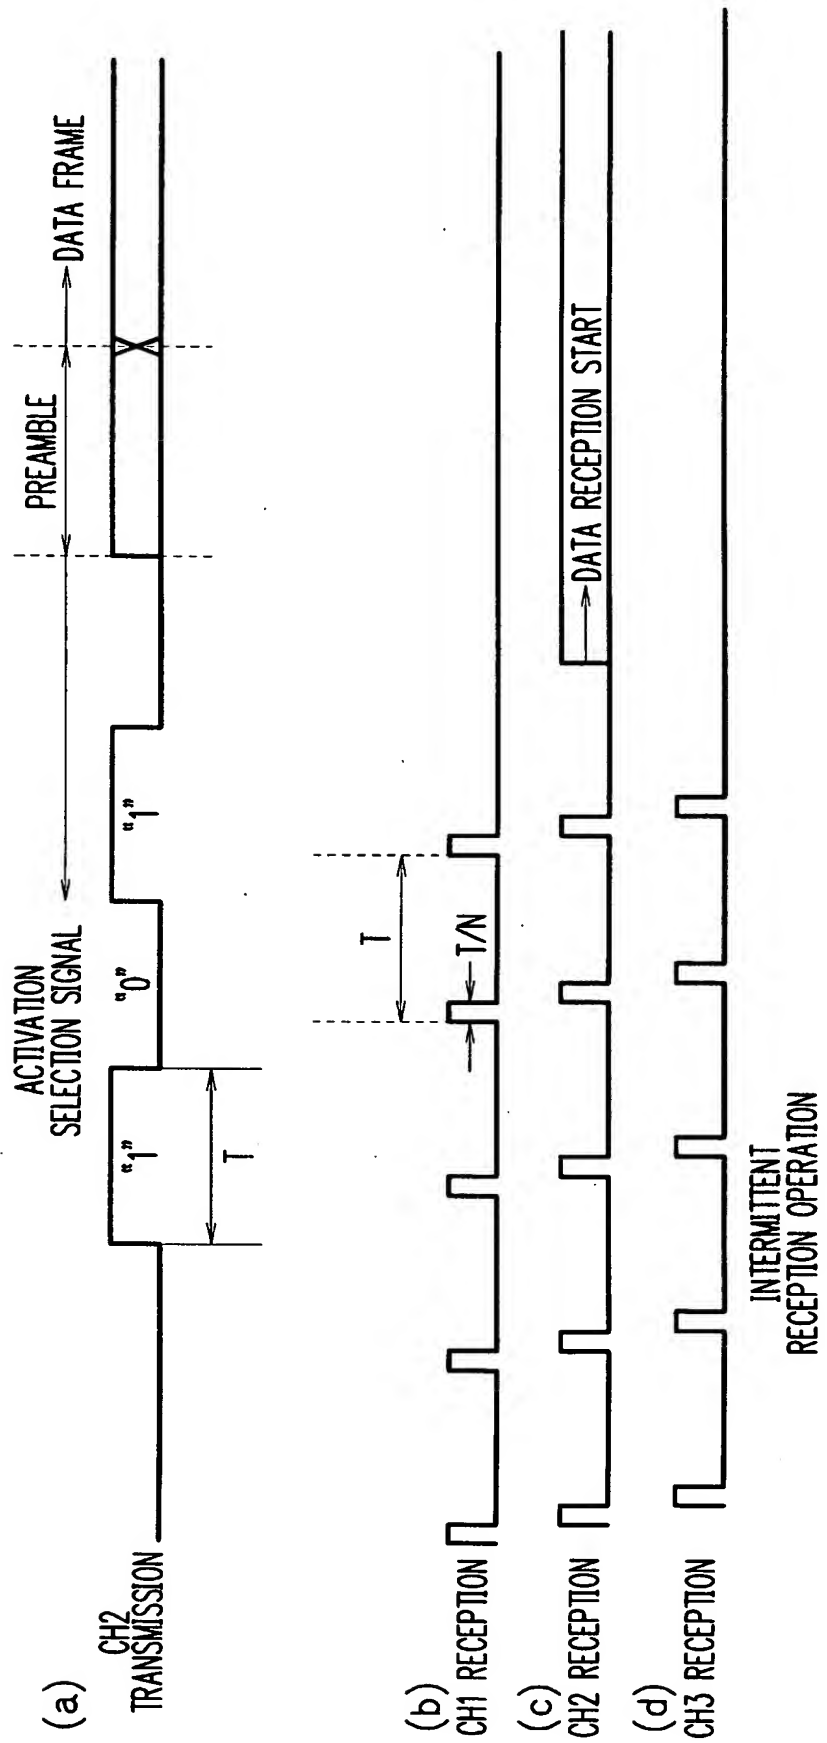 (a)
CH2
TRANSMISSION
"1"
T
"0"
"1"
ACTIVATION
SELECTION SIGNAL
PREAMBLE
DATA FRAME
(b)
CH1 RECEPTION
T/N
T
(c)
CH2 RECEPTION
DATA RECEPTION START
(d)
CH3 RECEPTION
INTERMITTENT
RECEPTION OPERATION